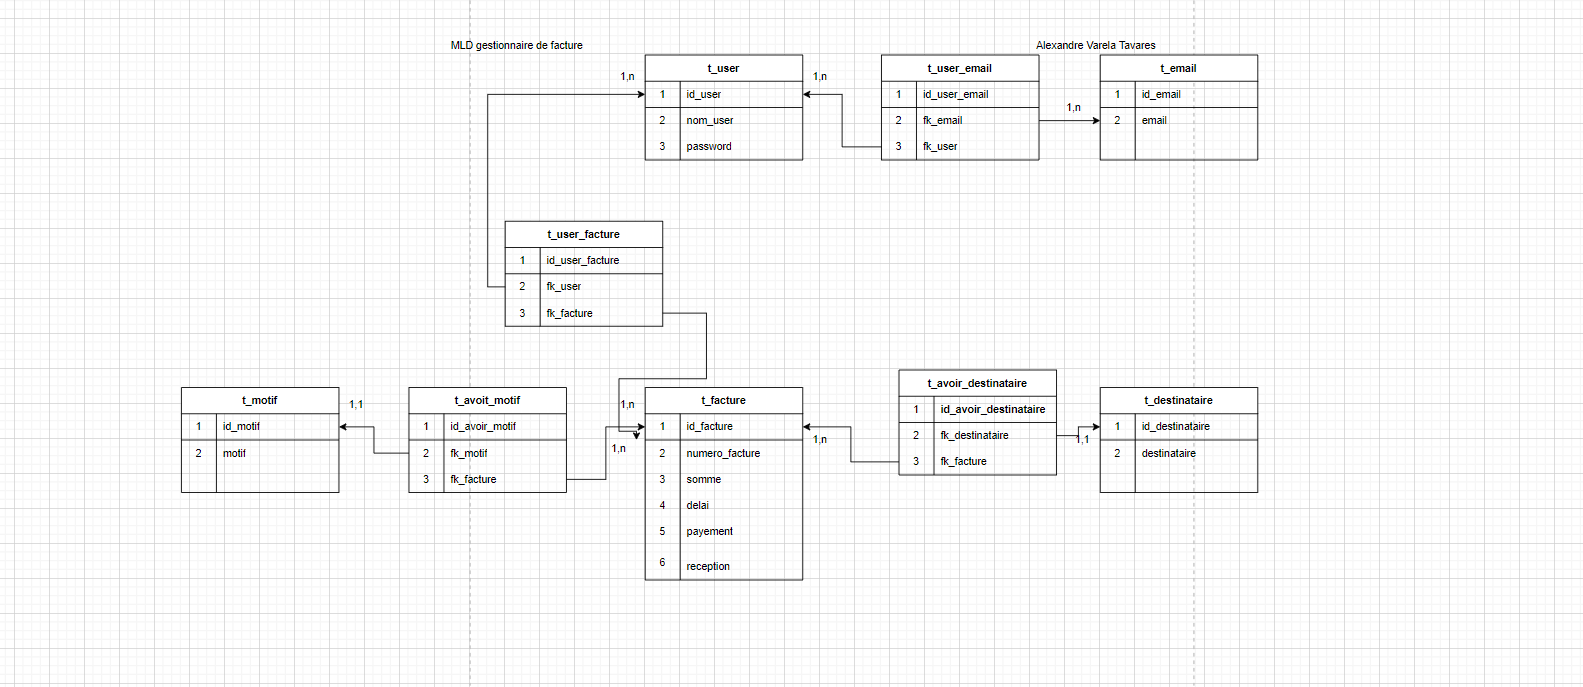 MLD gestionnaire de facture
Alexandre Varela Tavares
1,n
t_user
1 id_user
2 nom_user
3 password
1,n
t_user_email
1 id_user_email
2 fk_email
3 fk_user
1,n
t_email
1 id_email
2 email
t_user_facture
1 id_user_facture
2 fk_user
3 fk_facture
t_motif
1 id_motif
2 motif
1,1
t_avoit_motif
1 id_avoir_motif
2 fk_motif
3 fk_facture
1,n
1,n
t_facture
1 id_facture
2 numero_facture
3 somme
4 delai
5 payement
6 reception
1,n
t_avoir_destinataire
1 id_avoir_destinataire
2 fk_destinataire
3 fk_facture
1,1
t_destinataire
1 id_destinataire
2 destinataire